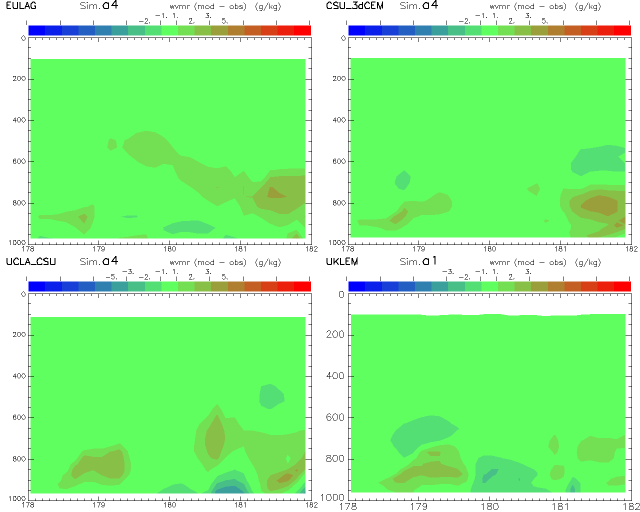 EULAG Sim. a4 wvmr (mod - obs) (g/kg)
-2. -1. 1. 2. 3. 5.
0
200
400
600
800
1000
178 179 180 181 182
CSU_3dCEM Sim. a4 wvmr (mod - obs) (g/kg)
-2. -1. 1. 2. 3. 5.
0
200
400
600
800
1000
178 179 180 181 182
UCLA_CSU Sim. a4 wvmr (mod - obs) (g/kg)
-5. -3. -2. -1. 1. 2. 3. 5.
0
200
400
600
800
1000
178 179 180 181 182
UKLEM Sim. a1 wvmr (mod - obs) (g/kg)
-2. -1. 1. 2. 3.
0
200
400
600
800
1000
178 179 180 181 182